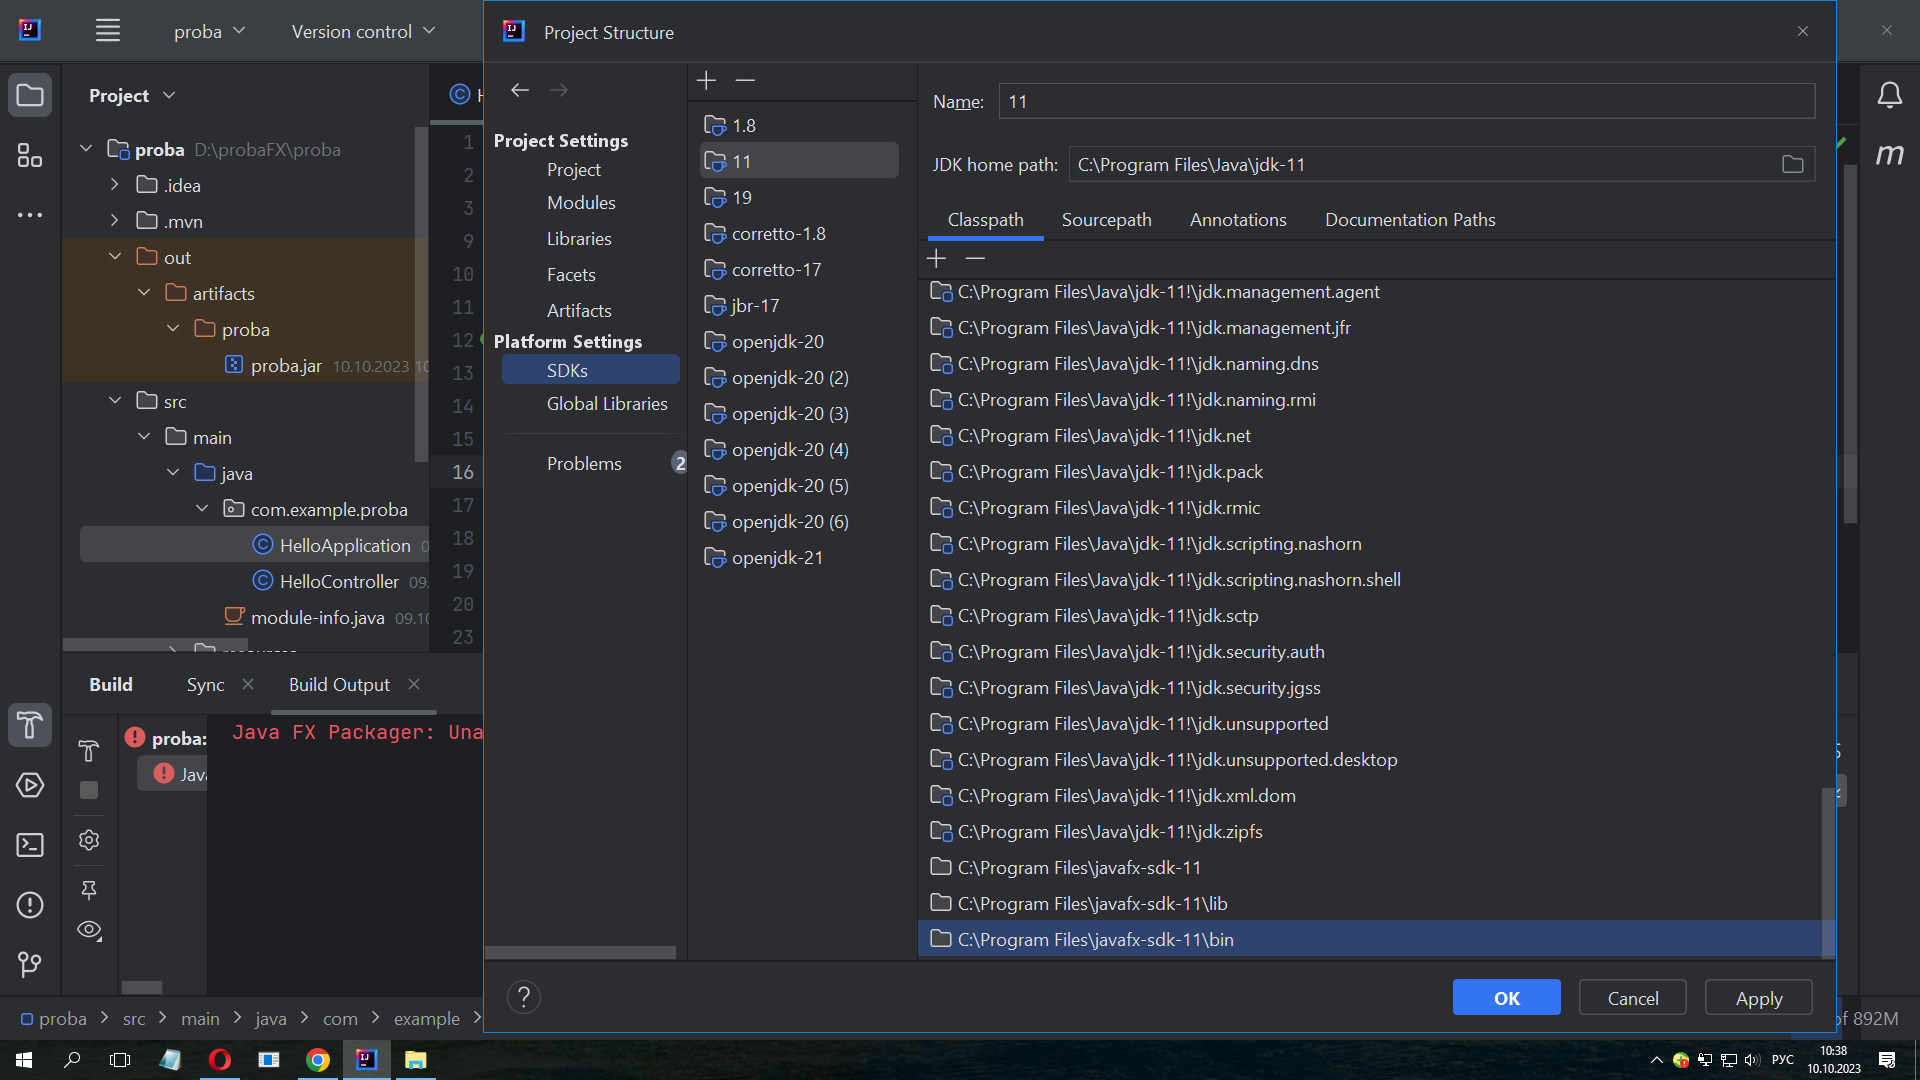 proba
Version control
Project
proba D:\probaFX\proba
.idea
.mvn
out
artifacts
proba
proba.jar 10.10.2023 10
src
main
java
com.example.proba
HelloApplication
HelloController 09.
module-info.java 09.10
1
2
3
9
10
11
12
13
14
15
16
17
18
19
20
23
Build
Sync
Build Output
proba:
Java
Java FX Packager: Una
proba > src > main > java > com > example >
Project Structure
Project Settings
Project
Modules
Libraries
Facets
Artifacts
Platform Settings
SDKs
Global Libraries
Problems 2
1.8
11
19
corretto-1.8
corretto-17
jbr-17
openjdk-20
openjdk-20 (2)
openjdk-20 (3)
openjdk-20 (4)
openjdk-20 (5)
openjdk-20 (6)
openjdk-21
Name: 11
JDK home path: C:\Program Files\Java\jdk-11
Classpath
Sourcepath
Annotations
Documentation Paths
C:\Program Files\Java\jdk-11!\jdk.management.agent
C:\Program Files\Java\jdk-11!\jdk.management.jfr
C:\Program Files\Java\jdk-11!\jdk.naming.dns
C:\Program Files\Java\jdk-11!\jdk.naming.rmi
C:\Program Files\Java\jdk-11!\jdk.net
C:\Program Files\Java\jdk-11!\jdk.pack
C:\Program Files\Java\jdk-11!\jdk.rmic
C:\Program Files\Java\jdk-11!\jdk.scripting.nashorn
C:\Program Files\Java\jdk-11!\jdk.scripting.nashorn.shell
C:\Program Files\Java\jdk-11!\jdk.sctp
C:\Program Files\Java\jdk-11!\jdk.security.auth
C:\Program Files\Java\jdk-11!\jdk.security.jgss
C:\Program Files\Java\jdk-11!\jdk.unsupported
C:\Program Files\Java\jdk-11!\jdk.unsupported.desktop
C:\Program Files\Java\jdk-11!\jdk.xml.dom
C:\Program Files\Java\jdk-11!\jdk.zipfs
C:\Program Files\javafx-sdk-11
C:\Program Files\javafx-sdk-11\lib
C:\Program Files\javafx-sdk-11\bin
?
OK
Cancel
Apply
m
of 892M
РУС
10:38
10.10.2023